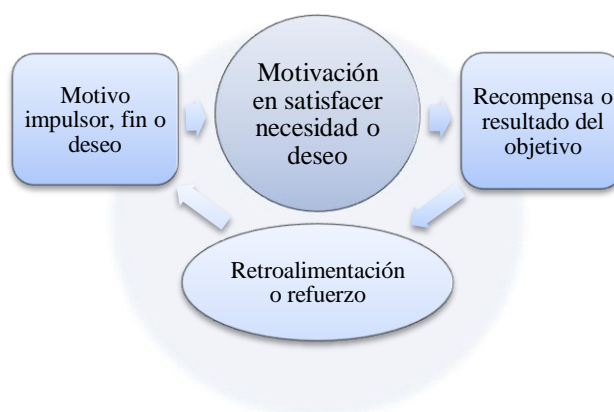 Motivo
impulsor, fin o
deseo
Motivación
en satisfacer
necesidad o
deseo
Recompensa o
resultado del
objetivo
Retroalimentación
o refuerzo